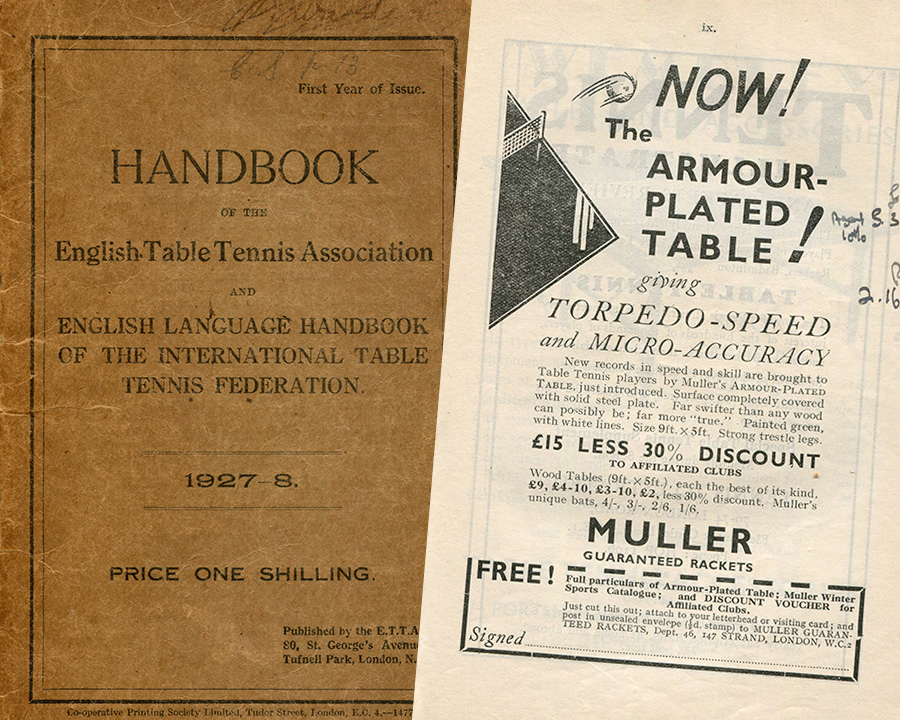 First Year of Issue.
HANDBOOK
OF THE
English Table Tennis Association
AND
ENGLISH LANGUAGE HANDBOOK
OF THE INTERNATIONAL TABLE
TENNIS FEDERATION.
1927-8.
PRICE ONE SHILLING.
Published by the E.T.T.A
80, St. George's Avenu
Tufnell Park, London, N.
Co-operative Printing Society Limited, Tudor Street, London, E.C. 4.—1477
ix.
NOW!
The
ARMOUR-
PLATED
TABLE!
giving
TORPEDO-SPEED
and MICRO-ACCURACY
New records in speed and skill are brought to
Table Tennis players by Muller's ARMOUR-PLATED
TABLE, just introduced. Surface completely covered
with solid steel plate. Far swifter than any wood
can possibly be; far more "true." Painted green,
with white lines. Size 9ft. × 5ft. Strong trestle legs.
£15 LESS 30% DISCOUNT
TO AFFILIATED CLUBS
Wood Tables (9ft. × 5ft.), each the best of its kind,
£9, £4-10, £3-10, £2, less 30% discount. Muller's
unique bats, 4/-, 3/-, 2/6, 1/6.
MULLER
GUARANTEED RACKETS
FREE!
Full particulars of Armour-Plated Table; Muller Winter
Sports Catalogue; and DISCOUNT VOUCHER for
Affiliated Clubs.
Just cut this out; attach to your letterhead or visiting card; and
post in unsealed envelope (½d. stamp) to MULLER GUARAN-
TEED RACKETS, Dept. 46, 147 STRAND, LONDON, W.C.2
Signed
2.16